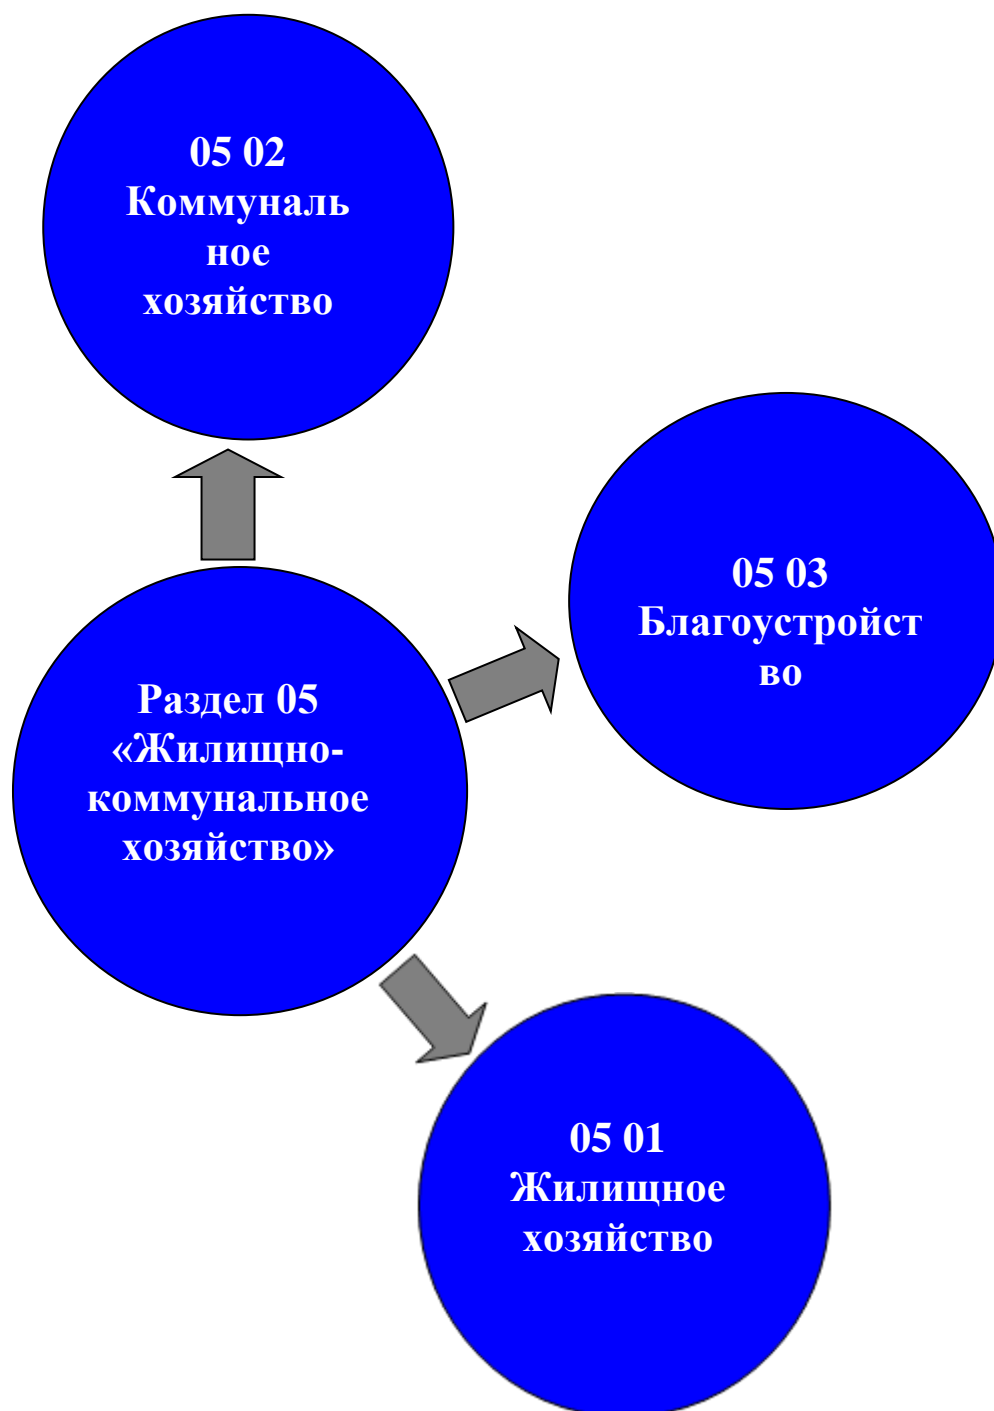 05 02
Коммуналь
ное
хозяйство
05 03
Благоустройст
во
Раздел 05
«Жилищно-
коммунальное
хозяйство»
05 01
Жилищное
хозяйство